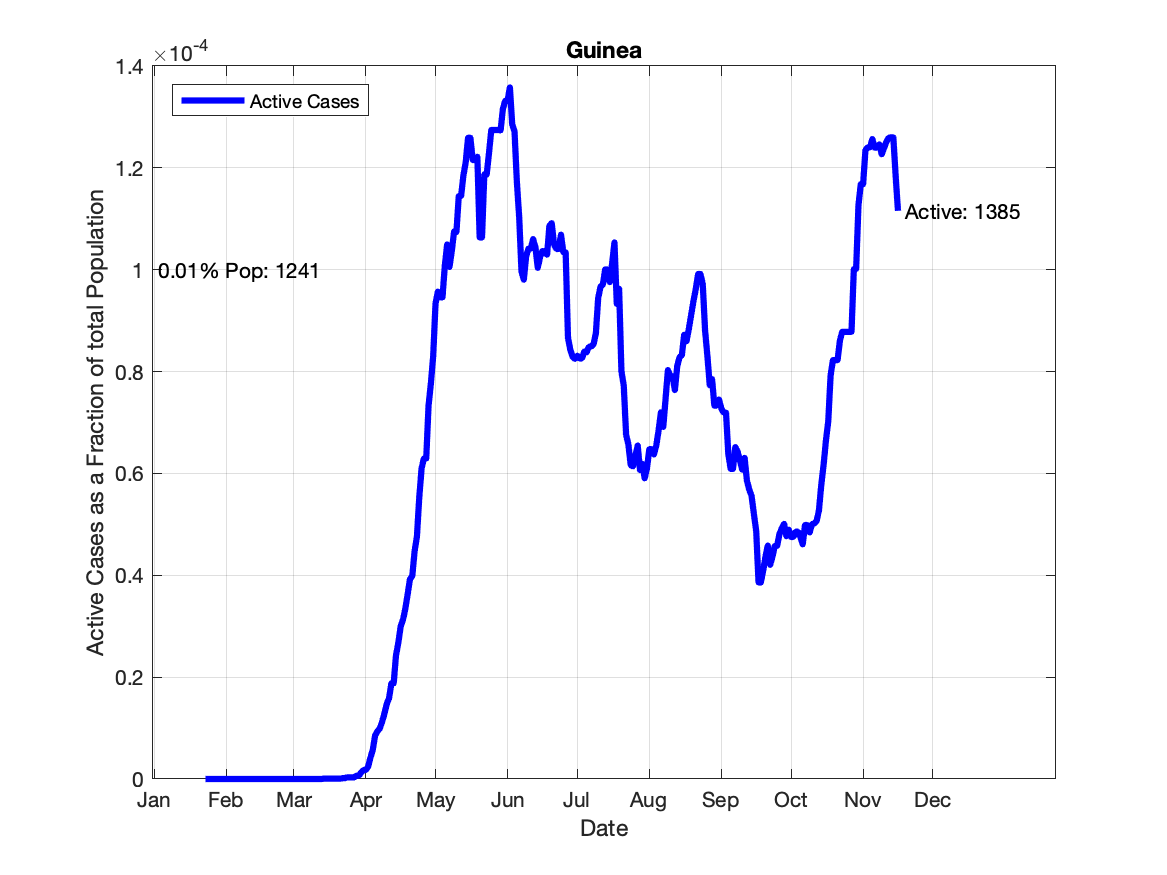 Guinea
×10-4
Active Cases
1.4
1.2
1
0.8
0.6
0.4
0.2
0
0.01% Pop: 1241
Active: 1385
Active Cases as a Fraction of total Population
Jan Feb Mar Apr May Jun Jul Aug Sep Oct Nov Dec
Date